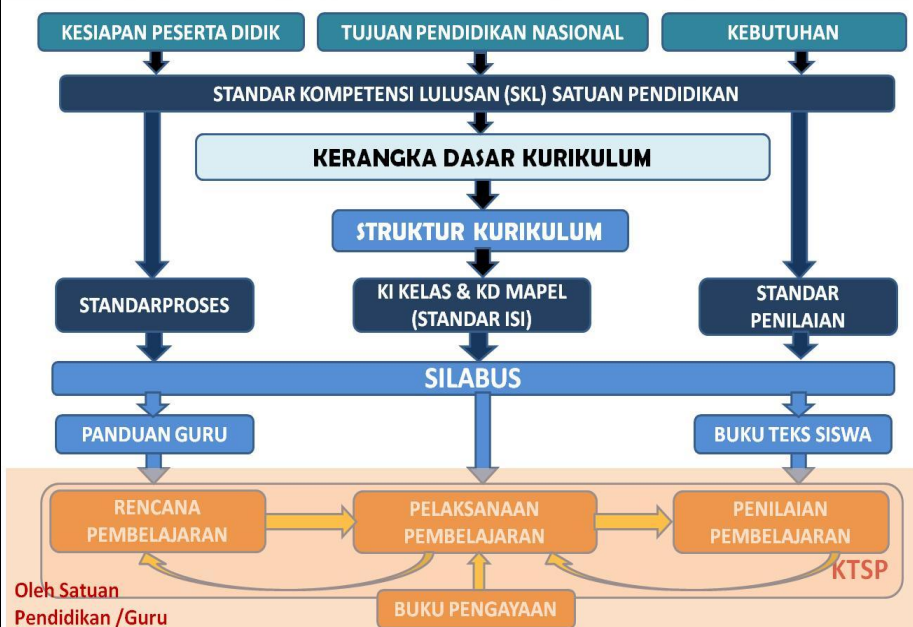 KESIAPAN PESERTA DIDIK
TUJUAN PENDIDIKAN NASIONAL
KEBUTUHAN
STANDAR KOMPETENSI LULUSAN (SKL) SATUAN PENDIDIKAN
KERANGKA DASAR KURIKULUM
STRUKTUR KURIKULUM
STANDARPROSES
KI KELAS & KD MAPEL
(STANDAR ISI)
STANDAR
PENILAIAN
SILABUS
PANDUAN GURU
BUKU TEKS SISWA
RENCANA
PEMBELAJARAN
PELAKSANAAN
PEMBELAJARAN
PENILAIAN
PEMBELAJARAN
KTSP
Oleh Satuan
Pendidikan /Guru
BUKU PENGAYAAN